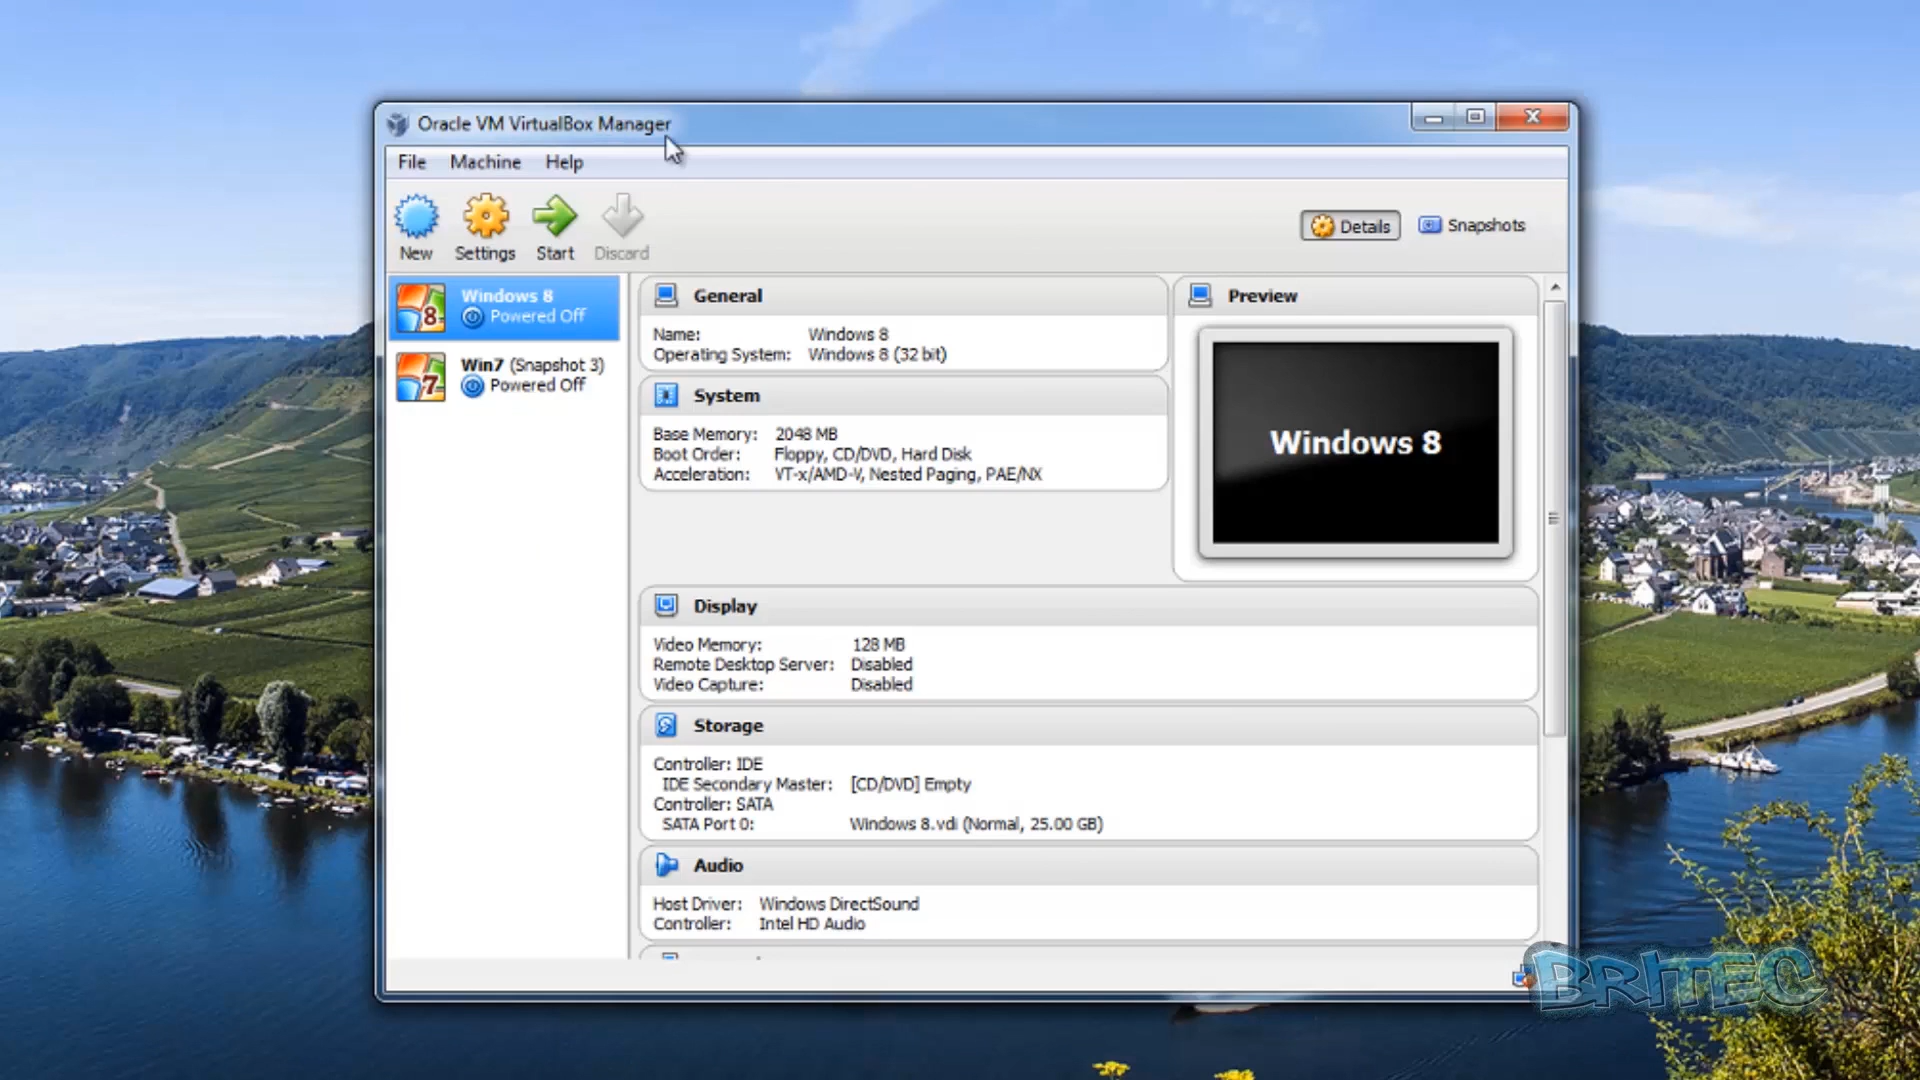 Oracle VM VirtualBox Manager
File Machine Help
New Settings Start Discard
Details Snapshots
8 Windows 8
Powered Off
7 Win7 (Snapshot 3)
Powered Off
General
Name: Windows 8
Operating System: Windows 8 (32 bit)
System
Base Memory: 2048 MB
Boot Order: Floppy, CD/DVD, Hard Disk
Acceleration: VT-x/AMD-V, Nested Paging, PAE/NX
Preview
Windows 8
Display
Video Memory: 128 MB
Remote Desktop Server: Disabled
Video Capture: Disabled
Storage
Controller: IDE
IDE Secondary Master: [CD/DVD] Empty
Controller: SATA
SATA Port 0: Windows 8.vdi (Normal, 25.00 GB)
Audio
Host Driver: Windows DirectSound
Controller: Intel HD Audio
BRITEC